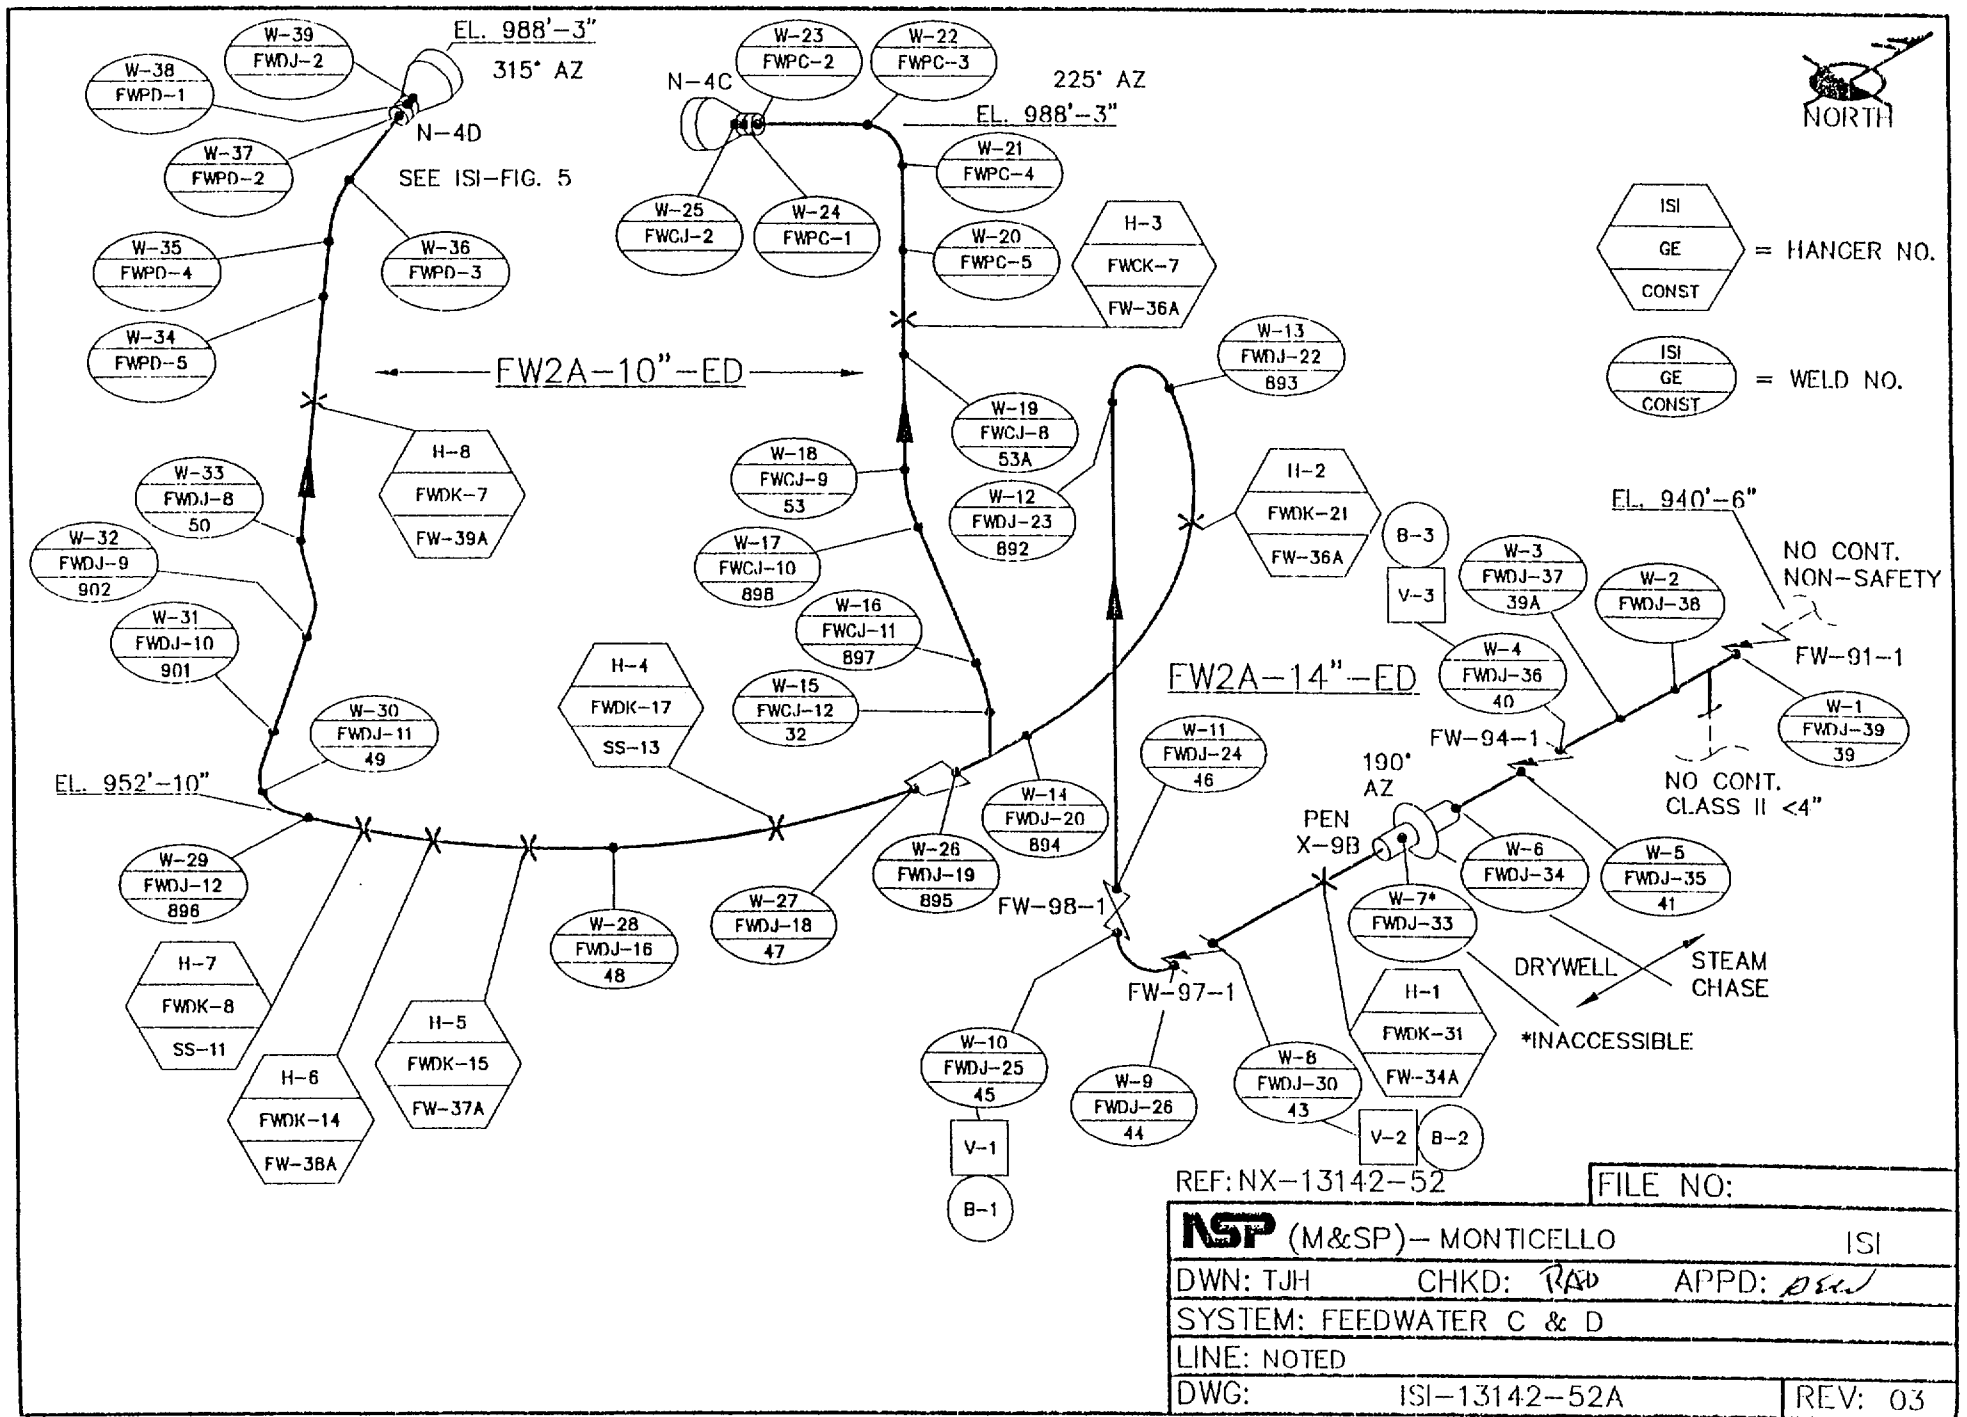 W-39
FWDJ-2
EL. 988'-3"
315° AZ
W-38
FWPD-1
W-37
FWPD-2
N-4D
SEE ISI-FIG. 5
W-35
FWPD-4
W-36
FWPD-3
W-34
FWPD-5
N-4C
W-23
FWPC-2
W-22
FWPC-3
225° AZ
EL. 988'-3"
W-21
FWPC-4
W-25
FWCJ-2
W-24
FWPC-1
W-20
FWPC-5
H-3
FWCK-7
FW-36A
NORTH
ISI
GE
CONST
= HANGER NO.
ISI
GE
CONST
= WELD NO.
FW2A-10"-ED
W-13
FWDJ-22
893
W-19
FWCJ-8
53A
H-8
FWDK-7
FW-39A
W-18
FWCJ-9
53
W-12
FWDJ-23
892
H-2
FWDK-21
FW-36A
W-33
FWDJ-8
50
W-32
FWDJ-9
902
W-31
FWDJ-10
901
W-17
FWCJ-10
898
W-16
FWCJ-11
897
B-3
V-3
EL. 940'-6"
NO CONT.
NON-SAFETY
W-3
FWDJ-37
39A
W-2
FWDJ-38
W-4
FWDJ-36
40
FW-91-1
H-4
FWDK-17
SS-13
W-15
FWCJ-12
32
FW2A-14"-ED
W-1
FWDJ-39
39
W-30
FWDJ-11
49
W-11
FWDJ-24
46
FW-94-1
EL. 952'-10"
190°
AZ
NO CONT.
CLASS II <4"
W-14
FWDJ-20
894
PEN
X-9B
W-29
FWDJ-12
896
W-26
FWDJ-19
895
W-6
FWDJ-34
W-5
FWDJ-35
41
W-27
FWDJ-18
47
W-28
FWDJ-16
48
FW-98-1
W-7*
FWDJ-33
H-7
FWDK-8
SS-11
DRYWELL
STEAM
CHASE
FW-97-1
H-1
FWDK-31
FW-34A
*INACCESSIBLE
H-5
FWDK-15
FW-37A
H-6
FWDK-14
FW-38A
W-10
FWDJ-25
45
W-9
FWDJ-26
44
W-8
FWDJ-30
43
V-1
B-1
V-2
B-2
REF: NX-13142-52
FILE NO:
NSP (M&SP)- MONTICELLO ISI
DWN: TJH CHKD: RAD APPD:
SYSTEM: FEEDWATER C & D
LINE: NOTED
DWG: ISI-13142-52A REV: 03